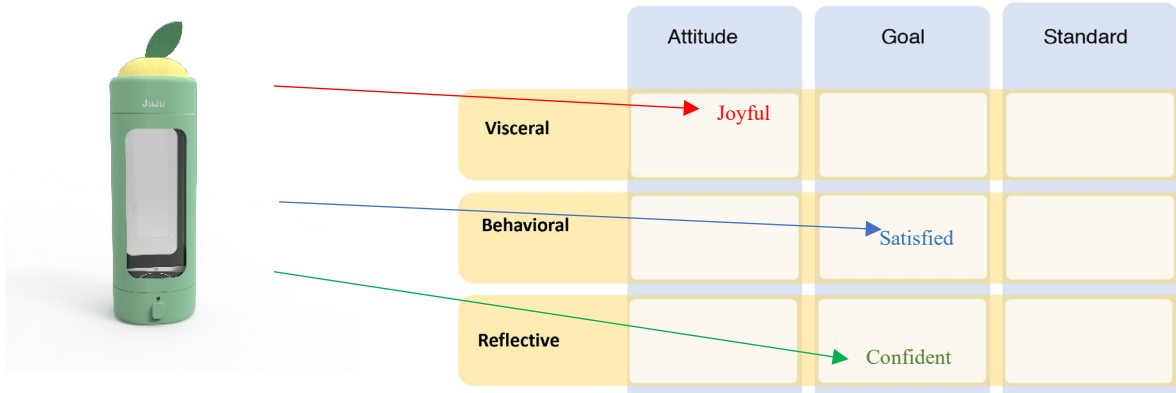 JuJu
Attitude
Goal
Standard
Visceral
Joyful
Behavioral
Satisfied
Reflective
Confident